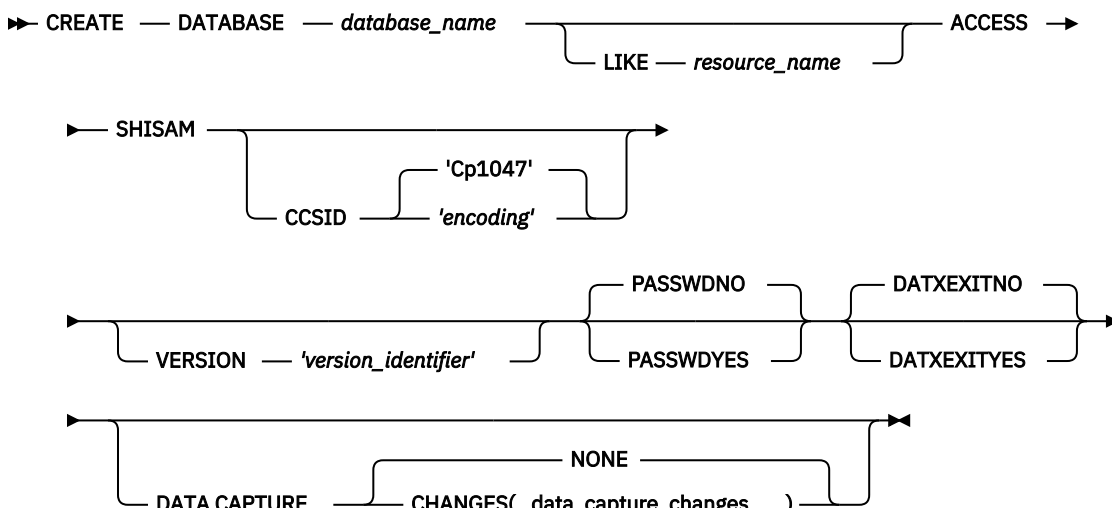 CREATE DATABASE database_name ACCESS
LIKE resource_name
SHISAM
'Cp1047'
CCSID 'encoding'
PASSWDNO DATXEXITNO
VERSION 'version_identifier' PASSWDYES DATXEXITYES
NONE
DATA CAPTURE CHANGES( data_capture_changes )